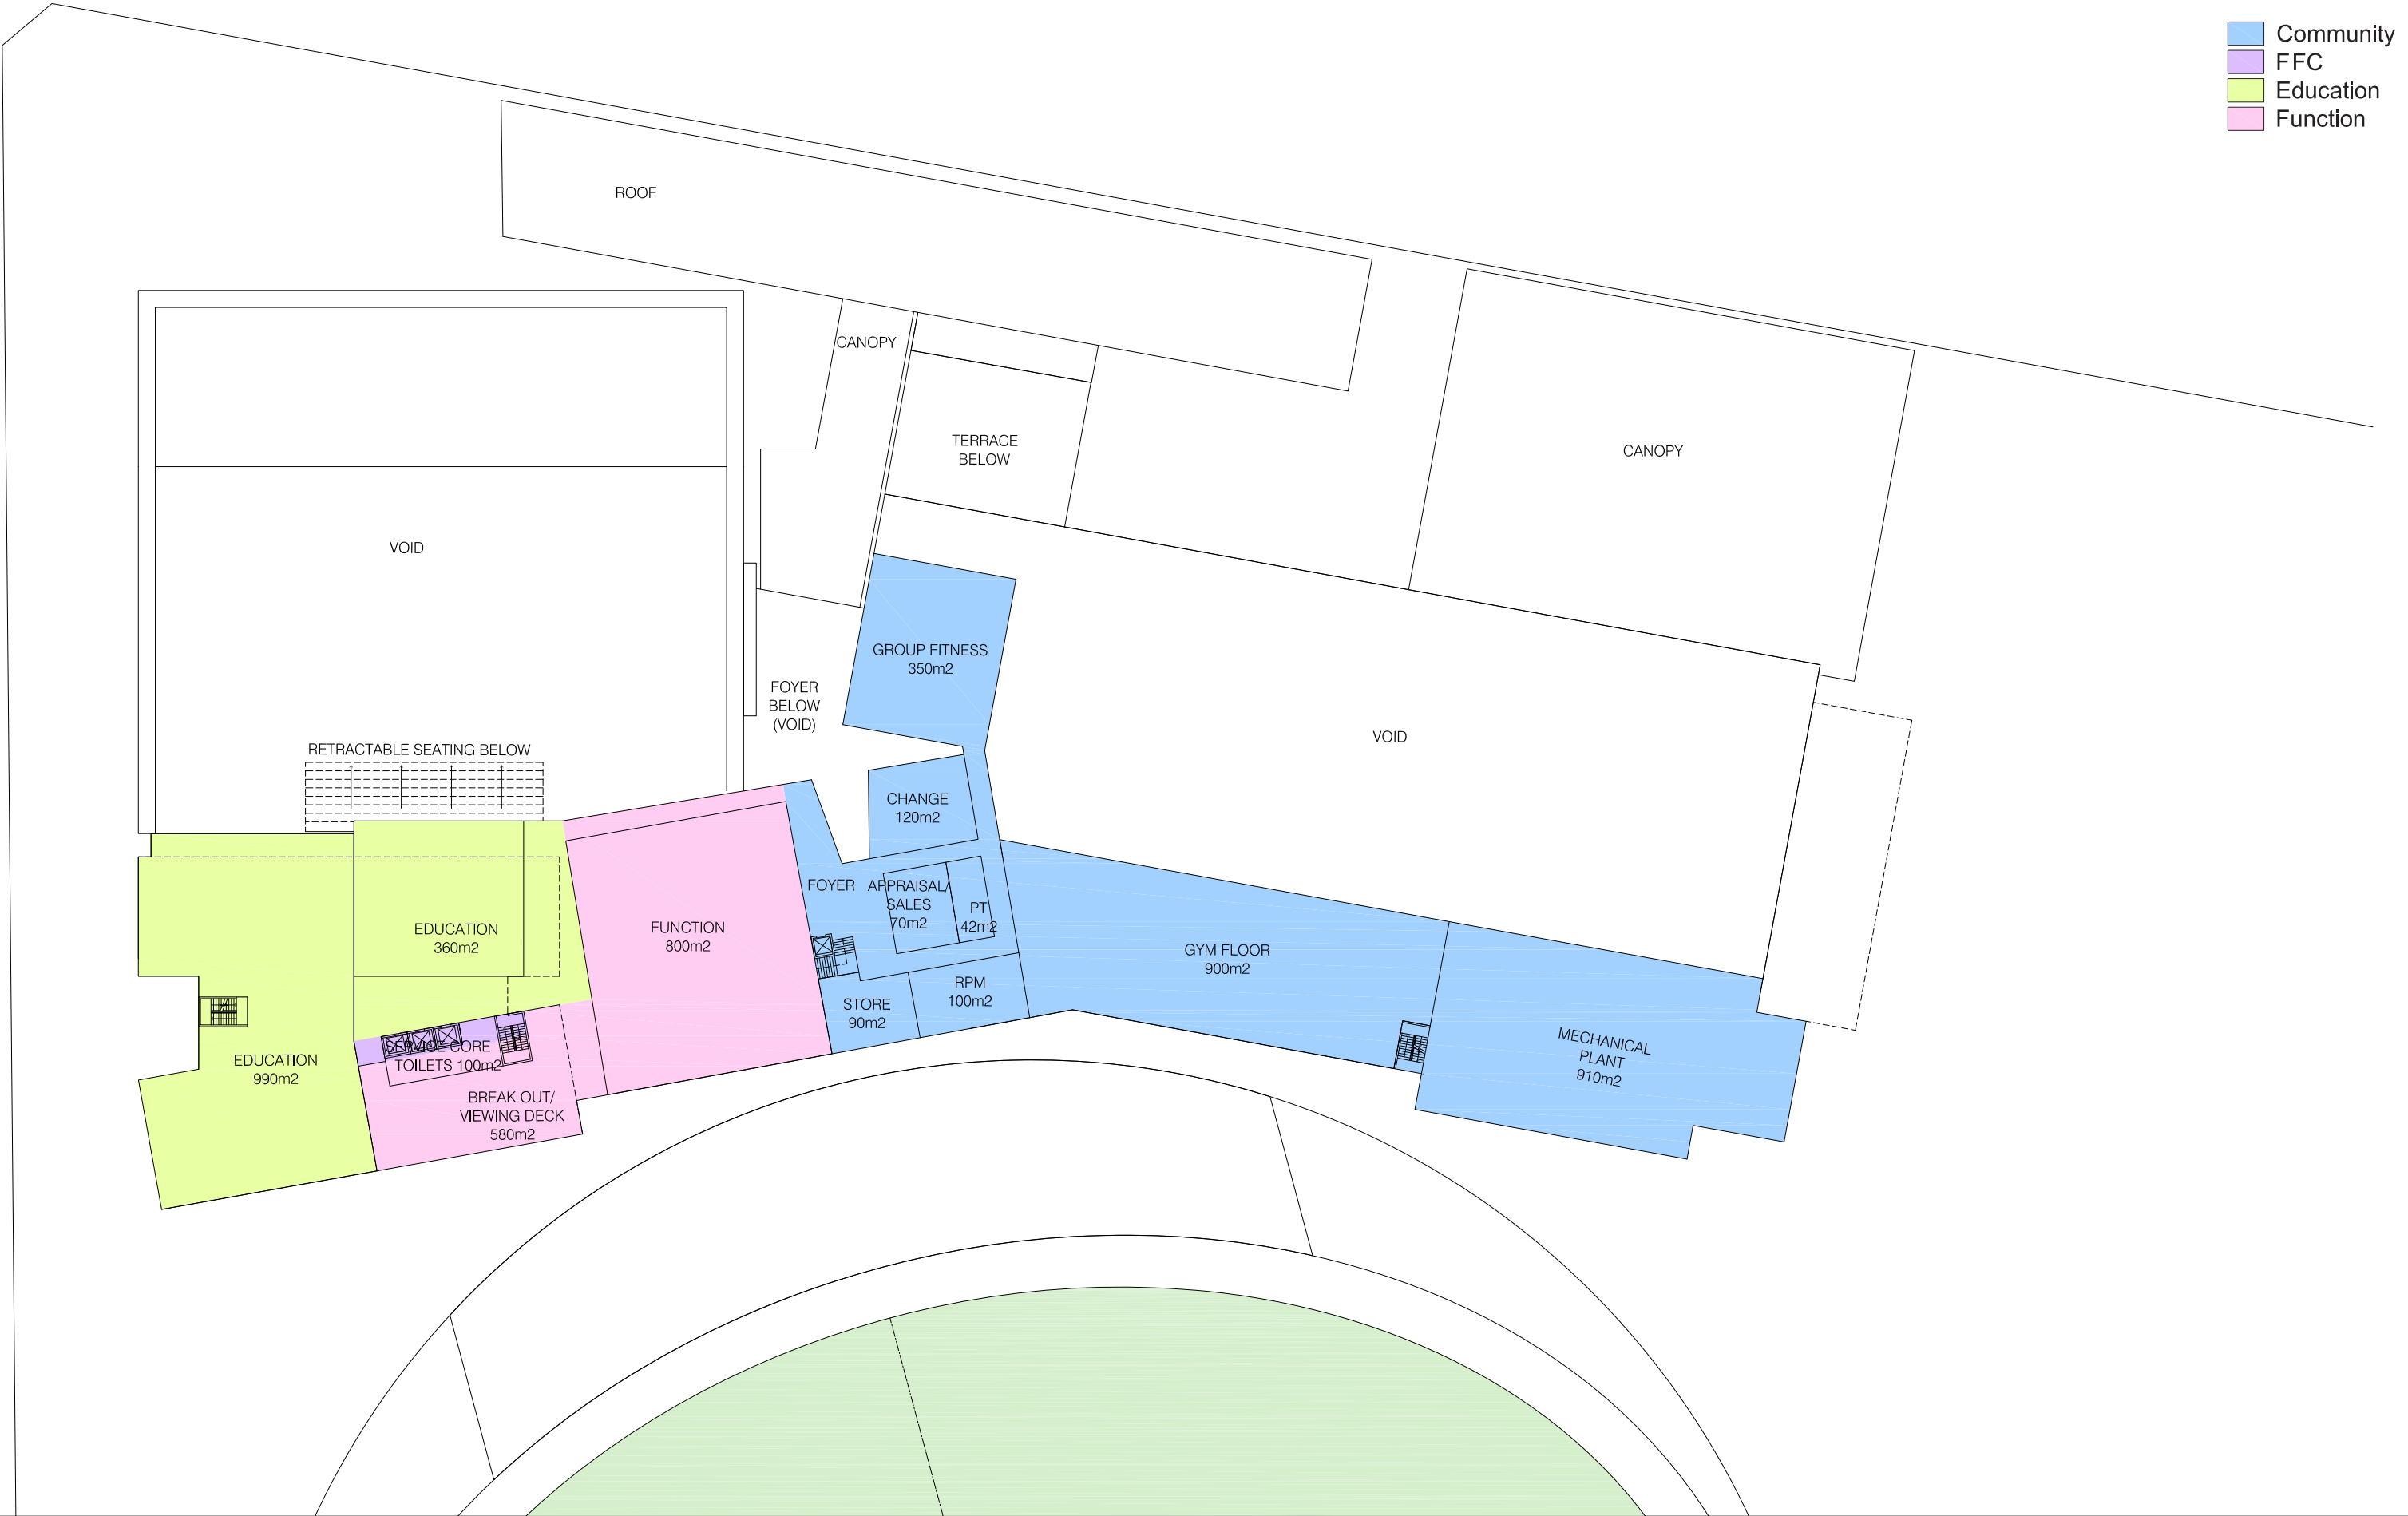 Community
FFC
Education
Function
ROOF
CANOPY
TERRACE
BELOW
CANOPY
VOID
GROUP FITNESS
350m2
FOYER
BELOW
(VOID)
VOID
RETRACTABLE SEATING BELOW
CHANGE
120m2
FOYER
APPRAISAL/
SALES
70m2
PT
42m2
EDUCATION
360m2
FUNCTION
800m2
GYM FLOOR
900m2
RPM
100m2
STORE
90m2
MECHANICAL
PLANT
910m2
EDUCATION
990m2
SERVICE CORE +
TOILETS 100m2
BREAK OUT/
VIEWING DECK
580m2